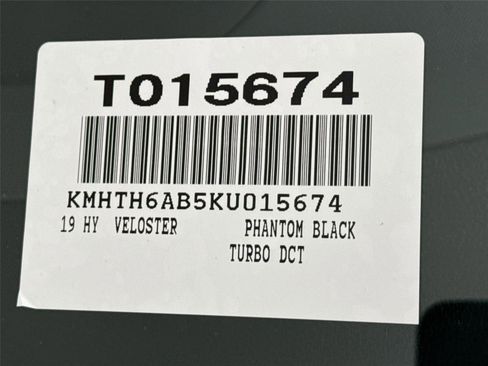 T015674
KMHTH6AB5KU015674
19 HY VELOSTER PHANTOM BLACK
TURBO DCT